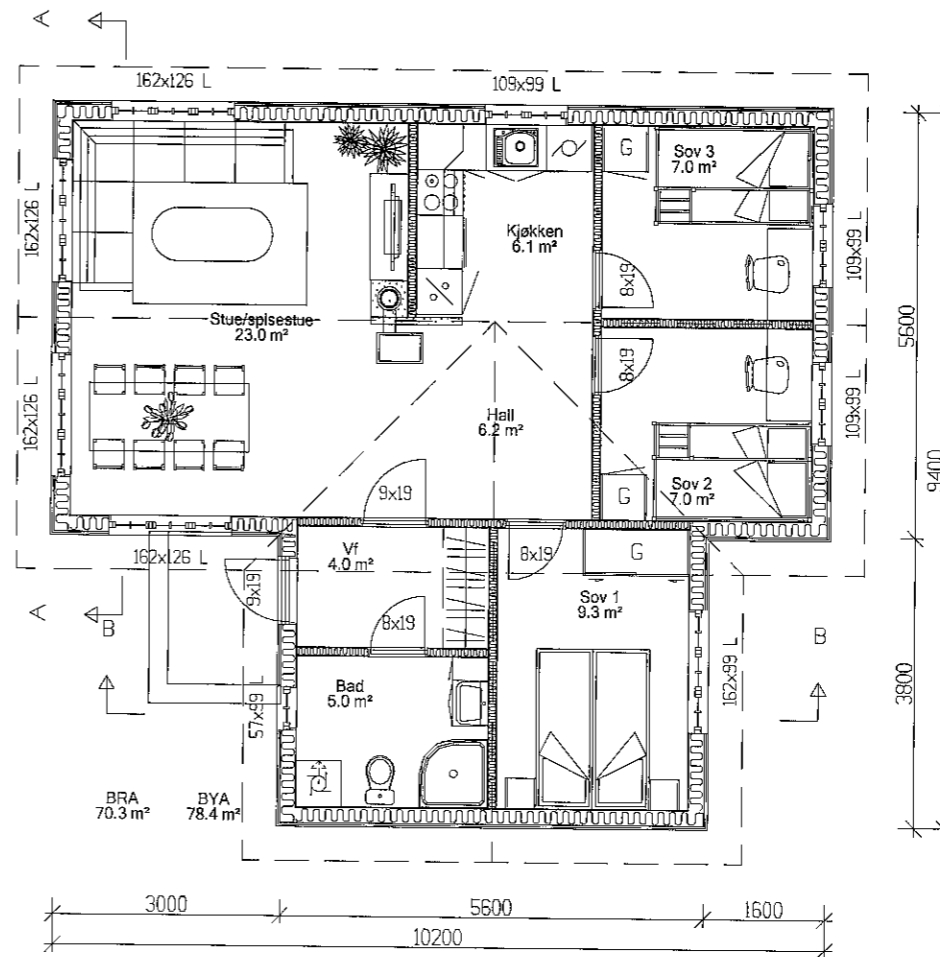 A
162x126 L
109x99 L
G
Sov 3
7.0 m²
162x126 L
Kjøkken
6.1 m²
109x99 L
8x19
Stue/spisestue
23.0 m²
5600
8x19
162x126 L
109x99 L
Hall
6.2 m²
9400
9x19
Sov 2
7.0 m²
G
162x126 L
Vf
4.0 m²
8x19
G
9x19
Sov 1
9.3 m²
A
B
8x19
B
162x99 L
3800
57x99 L
Bad
5.0 m²
BRA
70.3 m²
BYA
78.4 m²
3000
5600
1600
10200